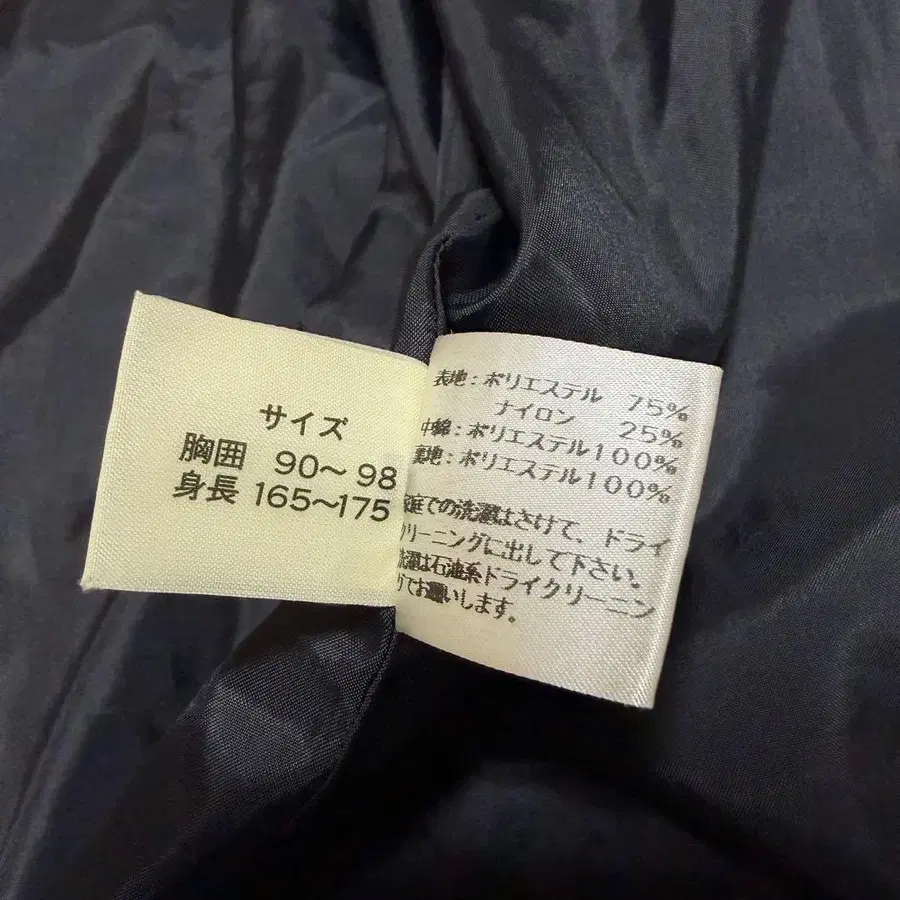 サイズ
胸囲 90～98
身長 165～175
表地：ポリエステル 75%
ナイロン 25%
中綿：ポリエステル100%
裏地：ポリエステル100%
家庭での洗濯はさけて、ドライ
クリーニングに出して下さい。
洗濯は石油系ドライクリーニン
グでお願いします。